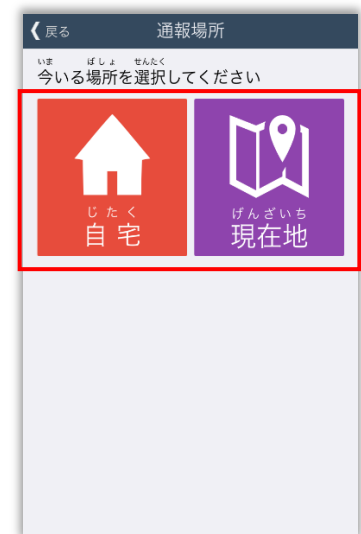 戻る 通報場所
いま ばしょ せんたく
今いる場所を選択してください
じたく
自宅
げんざいち
現在地